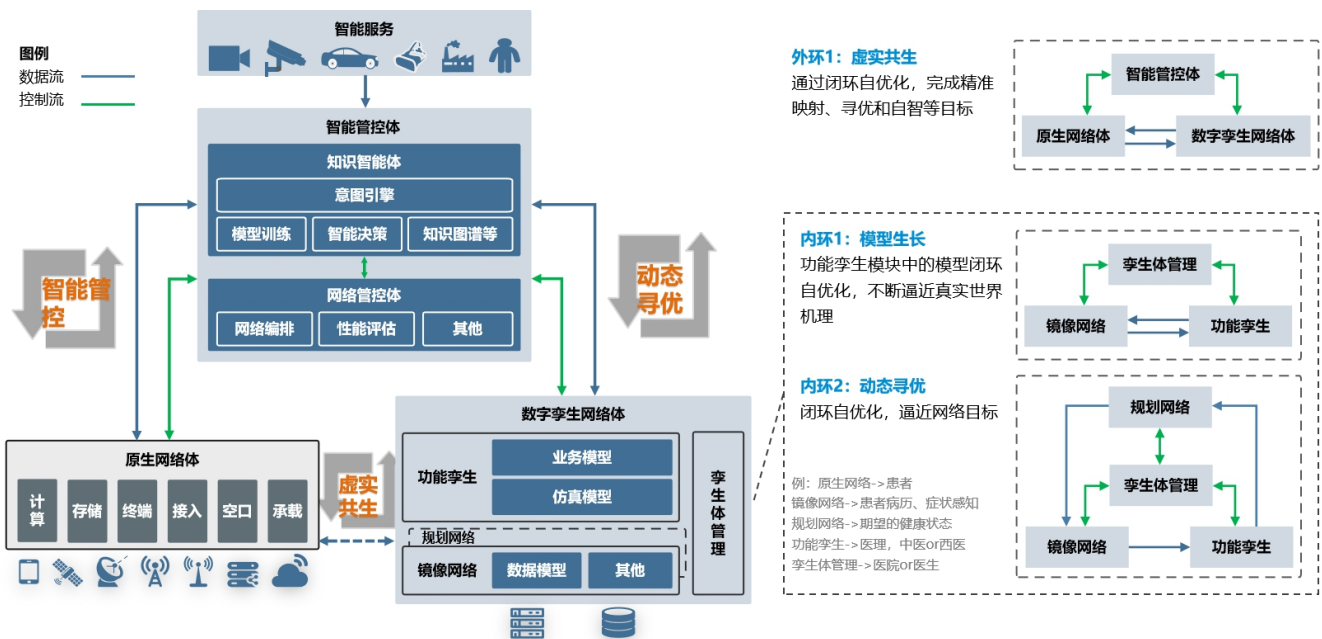 图例
数据流
控制流
智能服务
智能管控体
知识智能体
意图引擎
模型训练
智能决策
知识图谱等
网络管控体
网络编排
性能评估
其他
智能管
控
动态
寻优
原生网络体
计
算
存储
终端
接入
空口
承载
虚实
共生
数字孪生网络体
功能孪生
业务模型
仿真模型
规划网络
镜像网络
数据模型
其他
孪
生
体
管
理
外环1：虚实共生
通过闭环自优化，完成精准
映射、寻优和自智等目标
智能管控体
原生网络体
数字孪生网络体
内环1：模型生长
功能孪生模块中的模型闭环
自优化，不断逼近真实世界
机理
孪生体管理
镜像网络
功能孪生
内环2：动态寻优
闭环自优化，逼近网络目标
例：原生网络->患者
镜像网络->患者病历、症状感知
规划网络->期望的健康状态
功能孪生->医理，中医or西医
孪生体管理->医院or医生
规划网络
孪生体管理
镜像网络
功能孪生